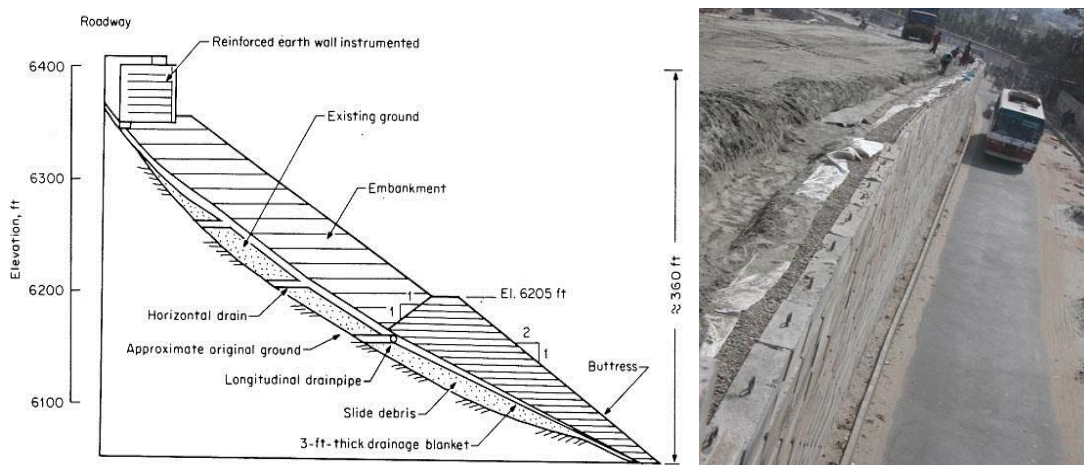 Roadway
Reinforced earth wall instrumented
6400
Existing ground
6300
Embankment
Elevation, ft
≈ 360 ft
6200
El. 6205 ft
1
1
Horizontal drain
2
1
Approximate original ground
Longitudinal drainpipe
Buttress
Slide debris
6100
3-ft-thick drainage blanket